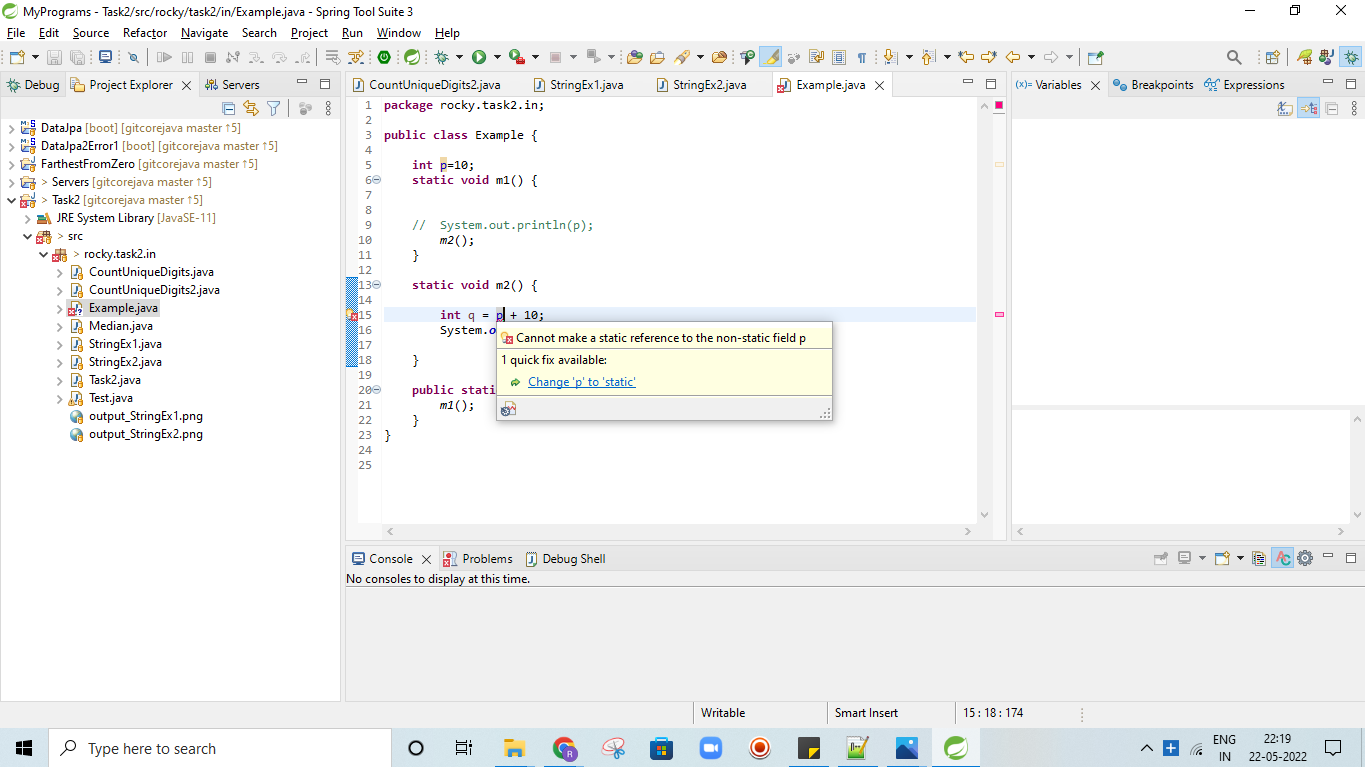 MyPrograms - Task2/src/rocky/task2/in/Example.java - Spring Tool Suite 3
File Edit Source Refactor Navigate Search Project Run Window Help
Debug Project Explorer Servers
DataJpa [boot] [gitcorejava master ↑5]
DataJpa2Error1 [boot] [gitcorejava master ↑5]
FarthestFromZero [gitcorejava master ↑5]
> Servers [gitcorejava master ↑5]
> Task2 [gitcorejava master ↑5]
JRE System Library [JavaSE-11]
> src
> rocky.task2.in
CountUniqueDigits.java
CountUniqueDigits2.java
Example.java
Median.java
StringEx1.java
StringEx2.java
Task2.java
Test.java
output_StringEx1.png
output_StringEx2.png
CountUniqueDigits2.java StringEx1.java StringEx2.java Example.java
1 package rocky.task2.in;
2
3 public class Example {
4
5 int p=10;
6 static void m1() {
7
8
9 // System.out.println(p);
10 m2();
11 }
12
13 static void m2() {
14
15 int q = p + 10;
16 System.o
17
18 }
19
20 public stati
21 m1();
22 }
23 }
24
25
Cannot make a static reference to the non-static field p
1 quick fix available:
Change 'p' to 'static'
(x)= Variables Breakpoints Expressions
Console Problems Debug Shell
No consoles to display at this time.
Writable Smart Insert 15 : 18 : 174
Type here to search
ENG
IN
22:19
22-05-2022